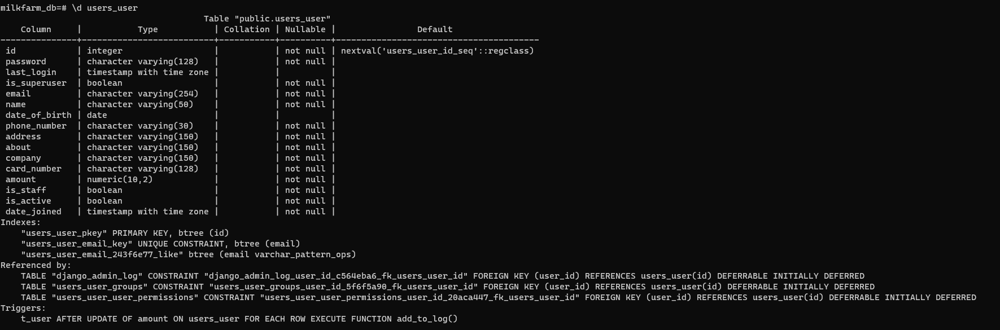 milkfarm_db=# \d users_user
                                        Table "public.users_user"
    Column     |           Type           | Collation | Nullable |                Default
---------------+--------------------------+-----------+----------+----------------------------------------
 id            | integer                  |           | not null | nextval('users_user_id_seq'::regclass)
 password      | character varying(128)   |           | not null |
 last_login    | timestamp with time zone |           |          |
 is_superuser  | boolean                  |           | not null |
 email         | character varying(254)   |           | not null |
 name          | character varying(50)    |           | not null |
 date_of_birth | date                     |           |          |
 phone_number  | character varying(30)    |           | not null |
 address       | character varying(150)   |           | not null |
 about         | character varying(150)   |           | not null |
 company       | character varying(150)   |           | not null |
 card_number   | character varying(128)   |           | not null |
 amount        | numeric(10,2)            |           | not null |
 is_staff      | boolean                  |           | not null |
 is_active     | boolean                  |           | not null |
 date_joined   | timestamp with time zone |           | not null |
Indexes:
    "users_user_pkey" PRIMARY KEY, btree (id)
    "users_user_email_key" UNIQUE CONSTRAINT, btree (email)
    "users_user_email_243f6e77_like" btree (email varchar_pattern_ops)
Referenced by:
    TABLE "django_admin_log" CONSTRAINT "django_admin_log_user_id_c564eba6_fk_users_user_id" FOREIGN KEY (user_id) REFERENCES users_user(id) DEFERRABLE INITIALLY DEFERRED
    TABLE "users_user_groups" CONSTRAINT "users_user_groups_user_id_5f6f5a90_fk_users_user_id" FOREIGN KEY (user_id) REFERENCES users_user(id) DEFERRABLE INITIALLY DEFERRED
    TABLE "users_user_user_permissions" CONSTRAINT "users_user_user_permissions_user_id_20aca447_fk_users_user_id" FOREIGN KEY (user_id) REFERENCES users_user(id) DEFERRABLE INITIALLY DEFERRED
Triggers:
    t_user AFTER UPDATE OF amount ON users_user FOR EACH ROW EXECUTE FUNCTION add_to_log()